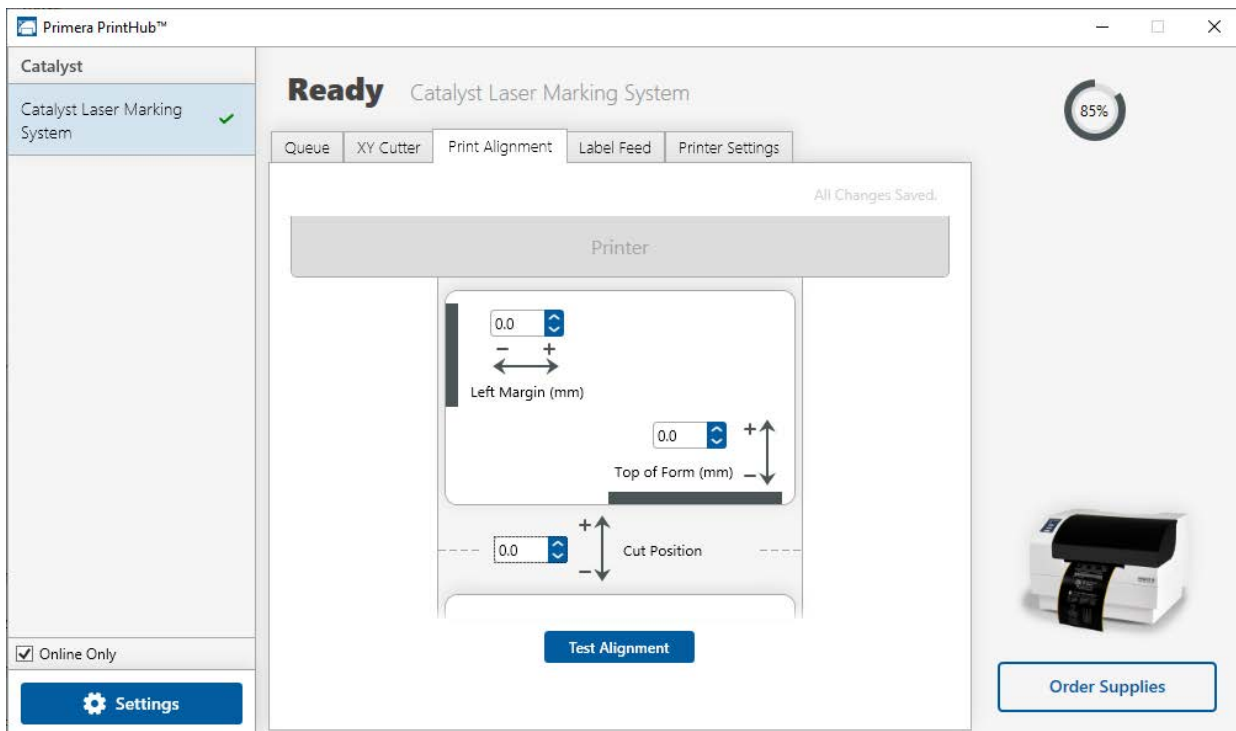 Primera PrintHub™
Catalyst
Catalyst Laser Marking
System
Ready Catalyst Laser Marking System
85%
Queue XY Cutter Print Alignment Label Feed Printer Settings
All Changes Saved.
Printer
0.0
− +
Left Margin (mm)
0.0 +
Top of Form (mm) −
+
0.0 Cut Position
−
Test Alignment
Online Only
Settings
Order Supplies